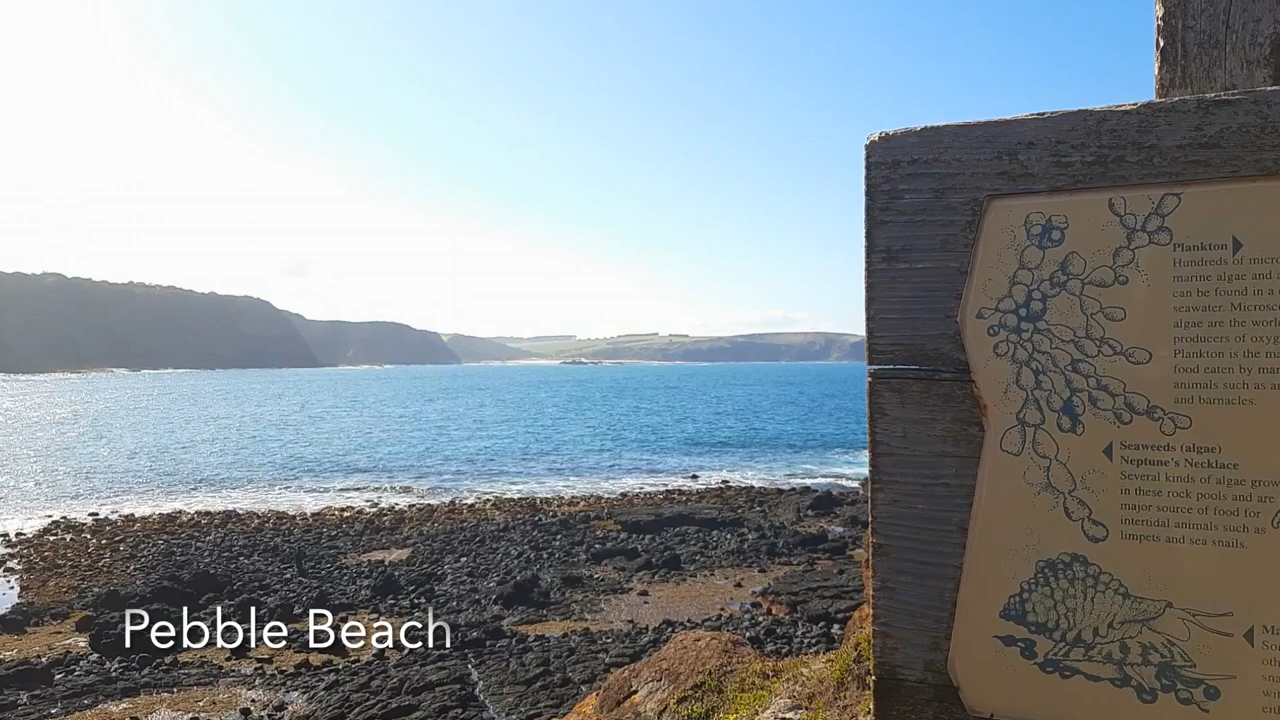 Plankton
Hundreds of micro
marine algae and a
can be found in a
seawater. Microsc
algae are the worl
producers of oxyg
Plankton is the ma
food eaten by man
animals such as
and barnacles.
Seaweeds (algae)
Neptune's Necklace
Several kinds of algae grow
in these rock pools and are
major source of food for
intertidal animals such as
limpets and sea snails.
Pebble Beach